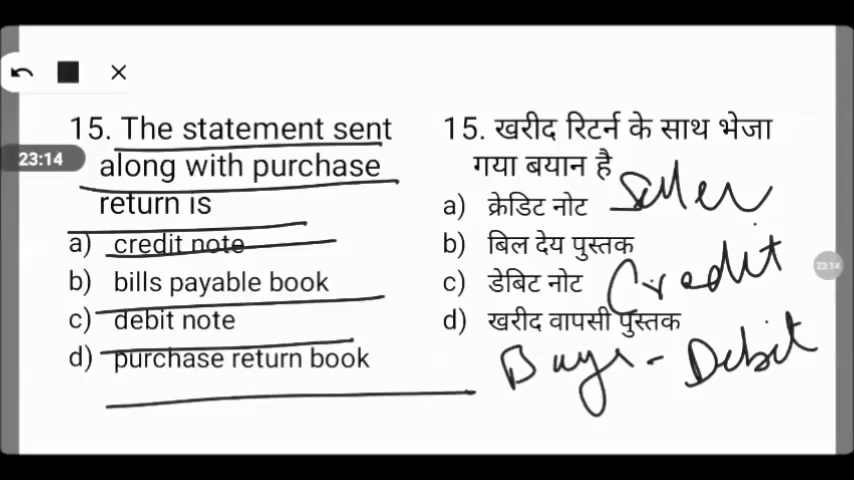 15. The statement sent
along with purchase
return is
a) credit note
b) bills payable book
c) debit note
d) purchase return book
15. खरीद रिटर्न के साथ भेजा
गया बयान है
a) क्रेडिट नोट
b) बिल देय पुस्तक
c) डेबिट नोट
d) खरीद वापसी पुस्तक
Seller
Credit
Buyer - Debit
23:14
23:14